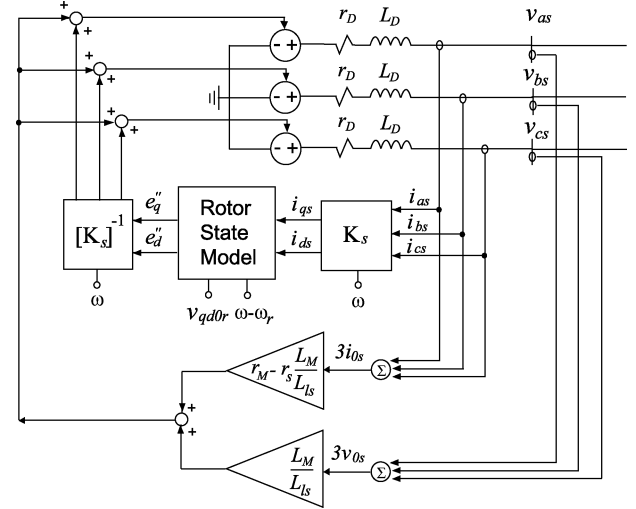 + r_D L_D v_as
+ + - +
+ r_D L_D v_bs
+ + - +
+ r_D L_D v_cs
+ + - +
[K_s]^-1 e''_q Rotor State Model i_qs K_s i_as
e''_d i_ds i_bs
i_cs
ω v_qd0r ω-ω_r ω
r_M - r_s L_M/L_ls 3i_0s Σ
+
+
L_M/L_ls 3v_0s Σ